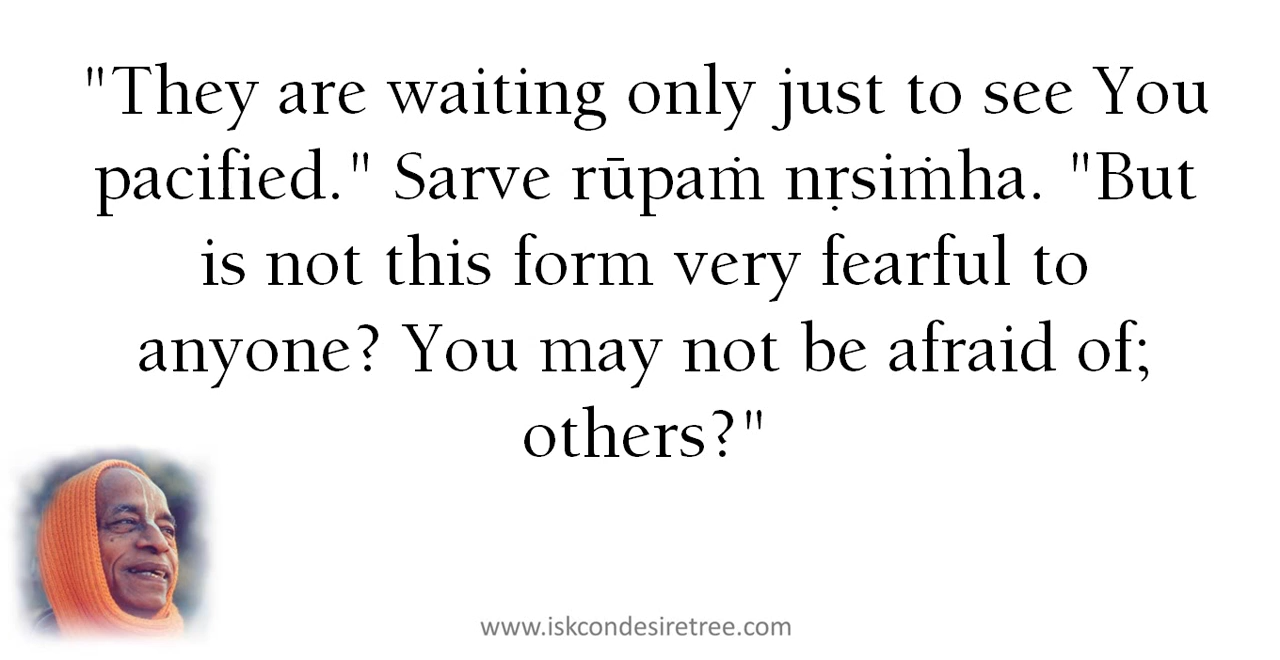 "They are waiting only just to see You
pacified." Sarve rūpaṁ nṛsiṁha. "But
is not this form very fearful to
anyone? You may not be afraid of;
others?"
www.iskcondesiretree.com